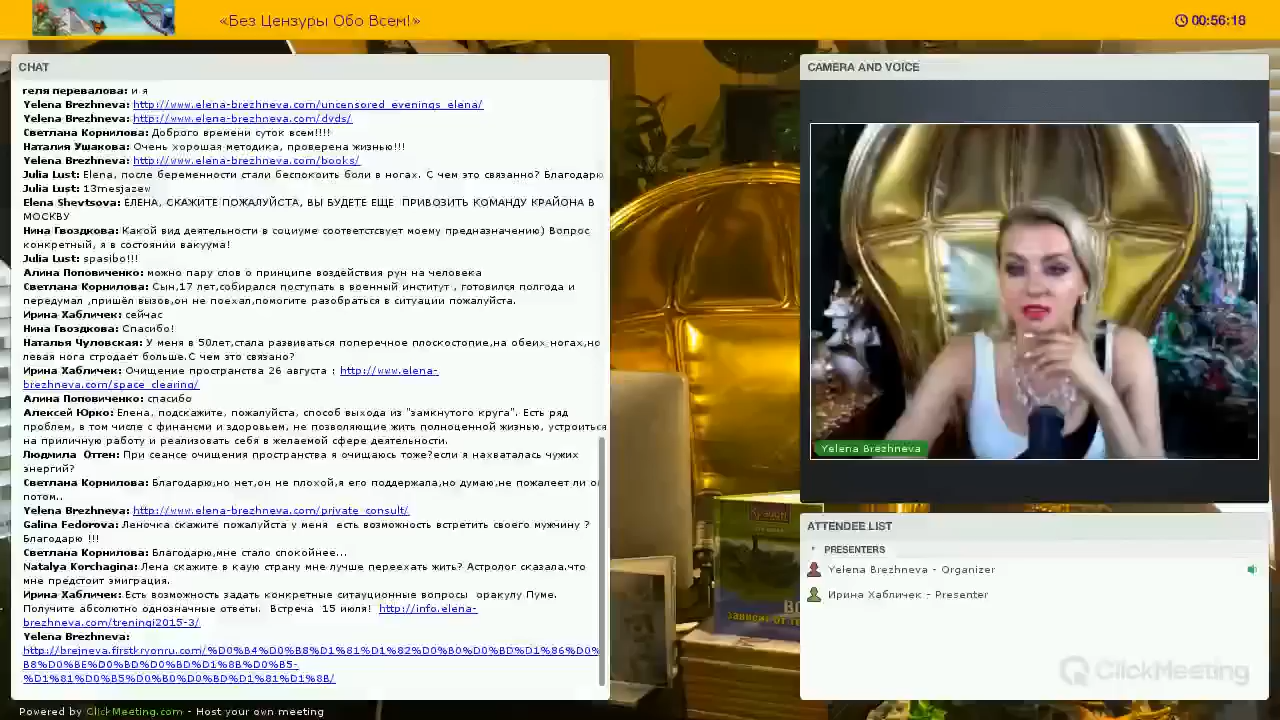 «Без Цензуры Обо Всем!»
00:56:18
CHAT
Геля Перевалова: и я
Yelena Brezhneva: http://www.elena-brezhneva.com/uncensored_evenings_elena/
Yelena Brezhneva: http://www.elena-brezhneva.com/dvds/
Светлана Корнилова: Доброго времени суток всем!!!!
Наталия Ушакова: Очень хорошая методика, проверена жизнью!!!
Yelena Brezhneva: http://www.elena-brezhneva.com/books/
Julia Lust: Elena, после беременности стали беспокоить боли в ногах. С чем это связанно? Благодарю
Julia Lust: 13mesjazew
Elena Shevtsova: ЕЛЕНА, СКАЖИТЕ ПОЖАЛУЙСТА, ВЫ БУДЕТЕ ЕЩЕ ПРИВОЗИТЬ КОМАНДУ КРАЙОНА В
МОСКВУ
Нина Гвоздкова: Какой вид деятельности в социуме соответсвует моему предназначению) Вопрос
конкретный, я в состоянии вакуума!
Julia Lust: spasibo!!!
Алина Поповиченко: можно пару слов о принципе воздействия рун на человека
Светлана Корнилова: Сын,17 лет,собирался поступать в военный институт , готовился полгода и
передумал ,пришёл вызов,он не поехал,помогите разобраться в ситуации пожалуйста.
Ирина Хабличек: сейчас
Нина Гвоздкова: Спасибо!
Наталья Чуловская: У меня в 50лет,стала развиваться поперечное плоскостопие,на обеих ногах,но
левая нога стродает больше.С чем это связано?
Ирина Хабличек: Очищение пространства 26 августа : http://www.elena-
brezhneva.com/space_clearing/
Алина Поповиченко: спасибо
Алексей Юрко: Елена, подскажите, пожалуйста, способ выхода из "замкнутого круга". Есть ряд
проблем, в том числе с финансми и здоровьем, не позволяющие жить полноценной жизнью, устроиться
на приличную работу и реализовать себя в желаемой сфере деятельности.
Людмила Оттен: При сеансе очищения пространства я очищаюсь тоже?если я нахваталась чужих
энергий?
Светлана Корнилова: Благодарю,но нет,он не плохой,я его поддержала,но думаю,не пожалеет ли он
потом..
Yelena Brezhneva: http://www.elena-brezhneva.com/private_consult/
Galina Fedorova: Леночка скажите пожалуйста у меня есть возможность встретить своего мужчину ?
Благодарю !!!
Светлана Корнилова: Благодарю,мне стало спокойнее...
Natalya Korchagina: Лена скажите в каую страну мне лучше переехать жить? Астролог сказала.что
мне предстоит эмиграция.
Ирина Хабличек: Есть возможность задать конкретные ситауционные вопросы оракулу Пуме.
Получите абсолютно однозначные ответы. Встреча 15 июля! http://info.elena-
brezhneva.com/treningi2015-3/
Yelena Brezhneva:
http://brejneva.firstkryonru.com/%D0%B4%D0%B8%D1%81%D1%82%D0%B0%D0%BD%D1%86%D0%
B8%D0%BE%D0%BD%D0%BD%D1%8B%D0%B5-
%D1%81%D0%B5%D0%B0%D0%BD%D1%81%D1%8B/
CAMERA AND VOICE
Yelena Brezhneva
ATTENDEE LIST
PRESENTERS
Yelena Brezhneva - Organizer
Ирина Хабличек - Presenter
ClickMeeting
Крайон
зависит от
Powered by ClickMeeting.com - Host your own meeting